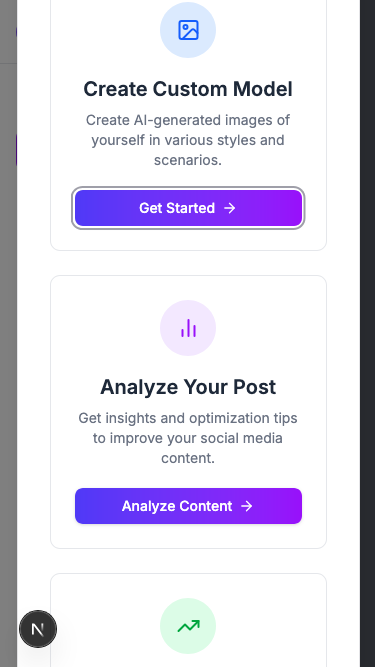 Create Custom Model
Create AI-generated images of
yourself in various styles and
scenarios.
Get Started
Analyze Your Post
Get insights and optimization tips
to improve your social media
content.
Analyze Content
N